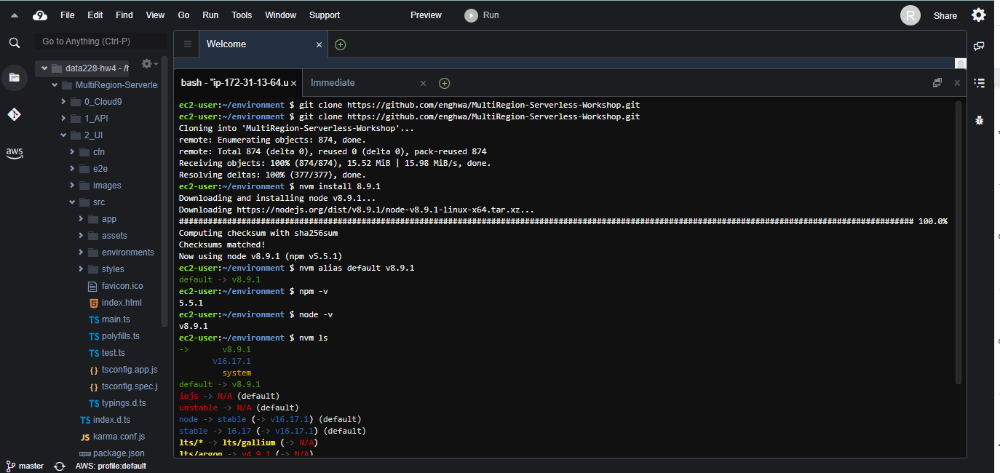 9 File Edit Find View Go Run Tools Window Support Preview Run R Share
Go to Anything (Ctrl-P)
data228-hw4 - /h
MultiRegion-Serverle
0_Cloud9
1_API
2_UI
cfn
e2e
images
src
app
assets
environments
styles
favicon.ico
index.html
TS main.ts
TS polyfills.ts
TS test.ts
{} tsconfig.app.js
{} tsconfig.spec.j
TS typings.d.ts
TS index.d.ts
JS karma.conf.js
package.json
aws
Welcome
bash - "ip-172-31-13-64.u
Immediate
ec2-user:~/environment $ git clone https://github.com/enghwa/MultiRegion-Serverless-Workshop.git
ec2-user:~/environment $ git clone https://github.com/enghwa/MultiRegion-Serverless-Workshop.git
Cloning into 'MultiRegion-Serverless-Workshop'...
remote: Enumerating objects: 874, done.
remote: Total 874 (delta 0), reused 0 (delta 0), pack-reused 874
Receiving objects: 100% (874/874), 15.52 MiB | 15.98 MiB/s, done.
Resolving deltas: 100% (377/377), done.
ec2-user:~/environment $ nvm install 8.9.1
Downloading and installing node v8.9.1...
Downloading https://nodejs.org/dist/v8.9.1/node-v8.9.1-linux-x64.tar.xz...
######################################################################################################################################################### 100.0%
Computing checksum with sha256sum
Checksums matched!
Now using node v8.9.1 (npm v5.5.1)
ec2-user:~/environment $ nvm alias default v8.9.1
default -> v8.9.1
ec2-user:~/environment $ npm -v
5.5.1
ec2-user:~/environment $ node -v
v8.9.1
ec2-user:~/environment $ nvm ls
->       v8.9.1
       v16.17.1
         system
default -> v8.9.1
iojs -> N/A (default)
unstable -> N/A (default)
node -> stable (-> v16.17.1) (default)
stable -> 16.17 (-> v16.17.1) (default)
lts/* -> lts/gallium (-> N/A)
lts/argon -> v4.9.1 (-> N/A)
master AWS: profile:default